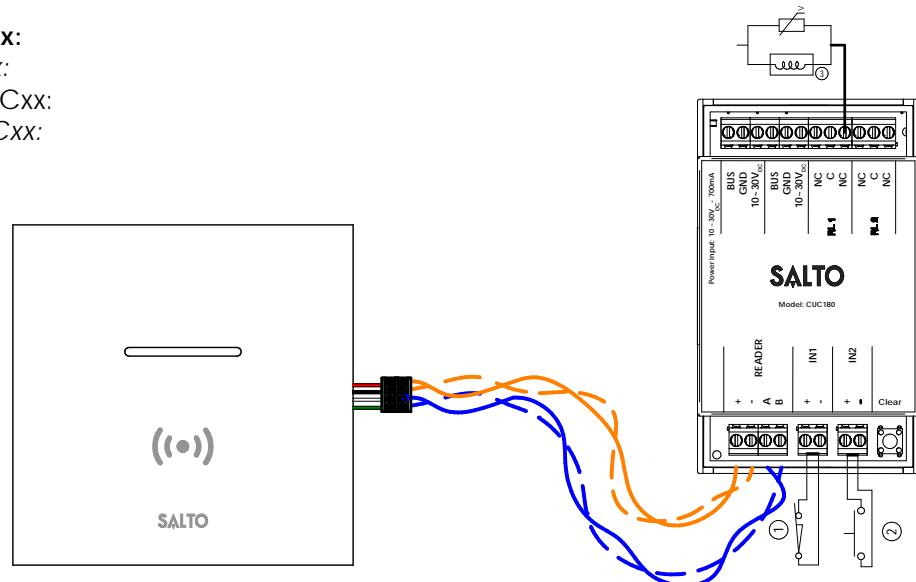 x:
x:
Cxx:
Cxx:
>
3
Power input: 10 ~ 30V DC - 700mA
BUS
GND
10~30V DC
BUS
GND
10~30V DC
NC
C
NC
RL 1
NC
C
NC
RL 2
SALTO
Model: CUC1B0
READER
IN1
IN2
+
-
A
B
+
-
+
-
Clear
1
2
SALTO